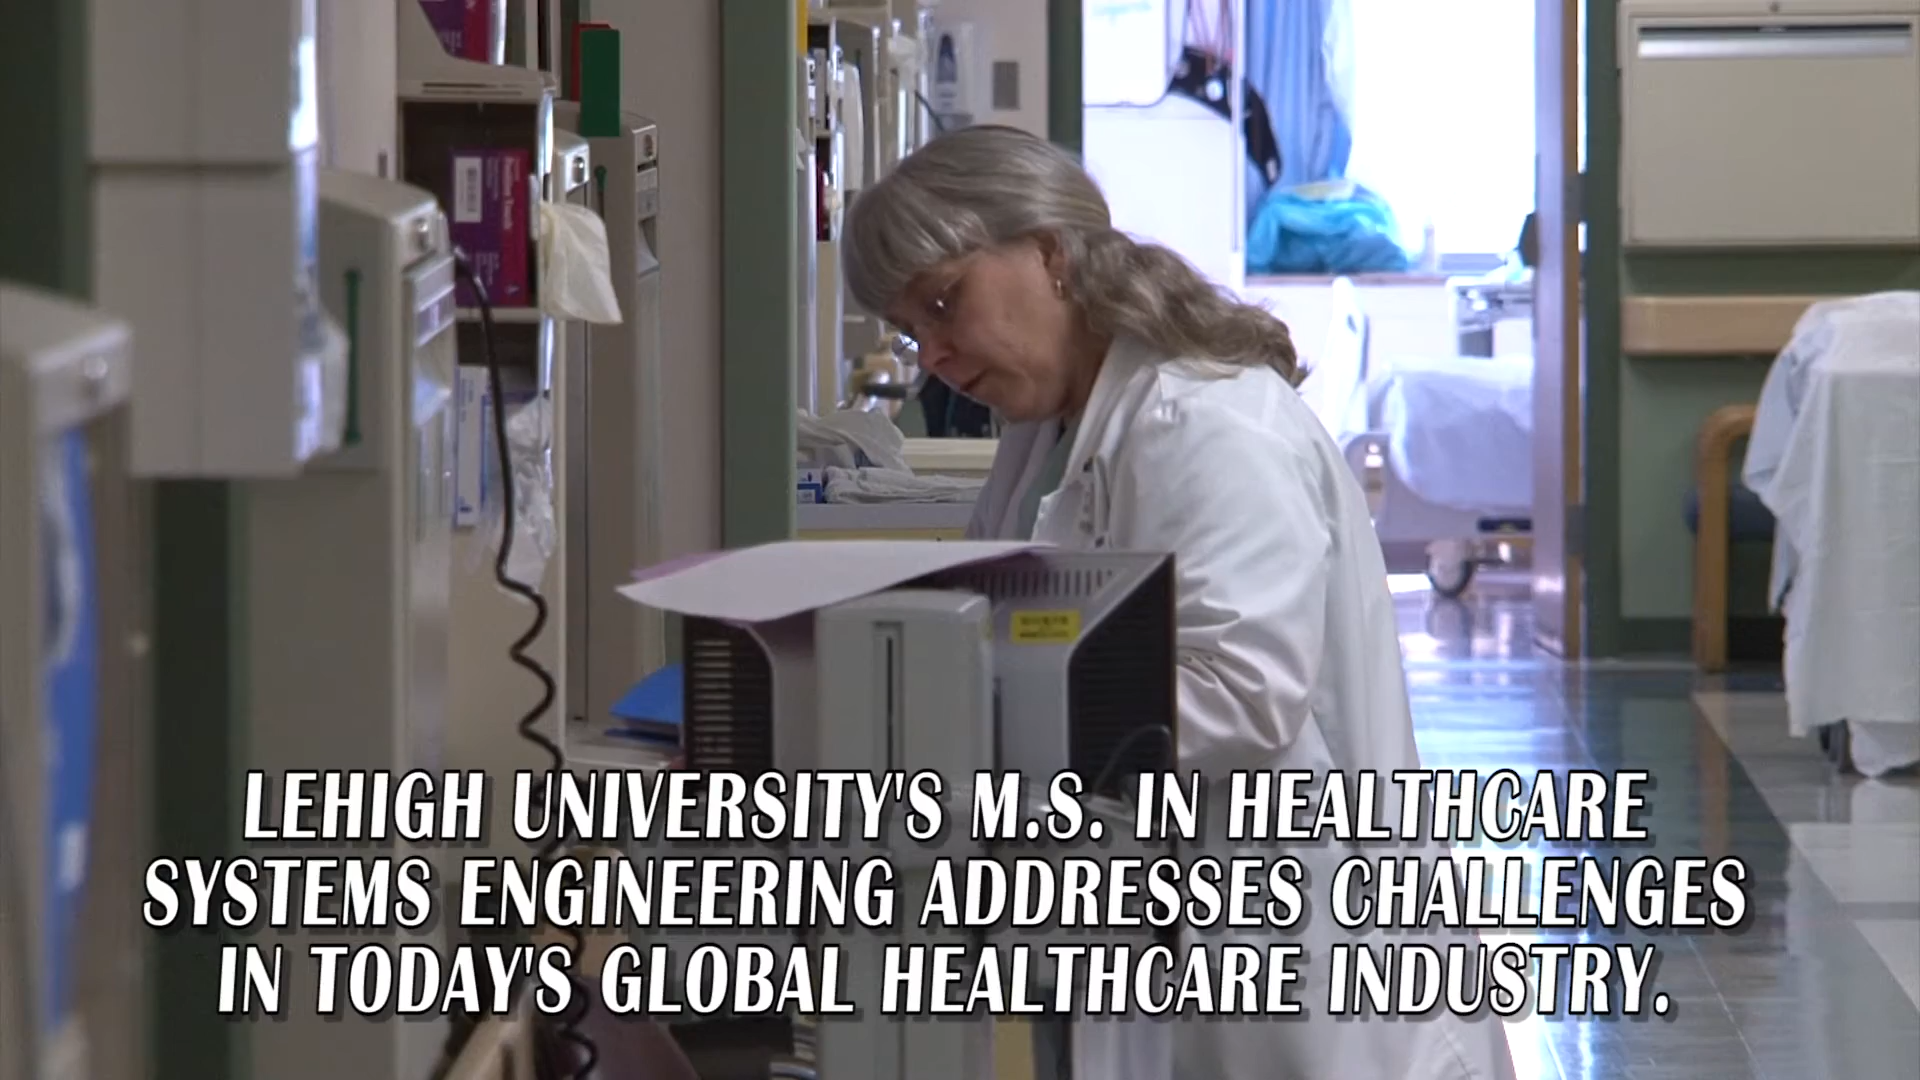 LEHIGH UNIVERSITY'S M.S. IN HEALTHCARE
SYSTEMS ENGINEERING ADDRESSES CHALLENGES
IN TODAY'S GLOBAL HEALTHCARE INDUSTRY.